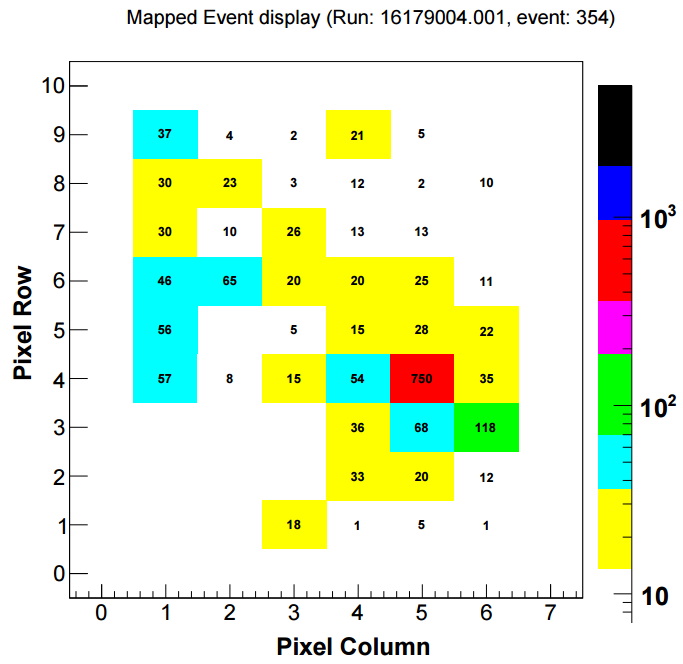 Mapped Event display (Run: 16179004.001, event: 354)
10
9 37 4 2 21 5
8 30 23 3 12 2 10
7 30 10 26 13 13
10³
6 46 65 20 20 25 11
5 56 5 15 28 22
4 57 8 15 54 750 35
10²
3 36 68 118
2 33 20 12
1 18 1 5 1
0
10
0 1 2 3 4 5 6 7
Pixel Row
Pixel Column